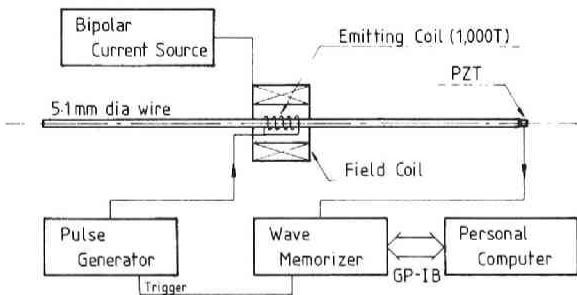 Bipolar
Current Source
Emitting Coil (1,000T)
PZT
5.1mm dia wire
Field Coil
Pulse
Generator
Wave
Memorizer
Personal
Computer
GP-IB
Trigger